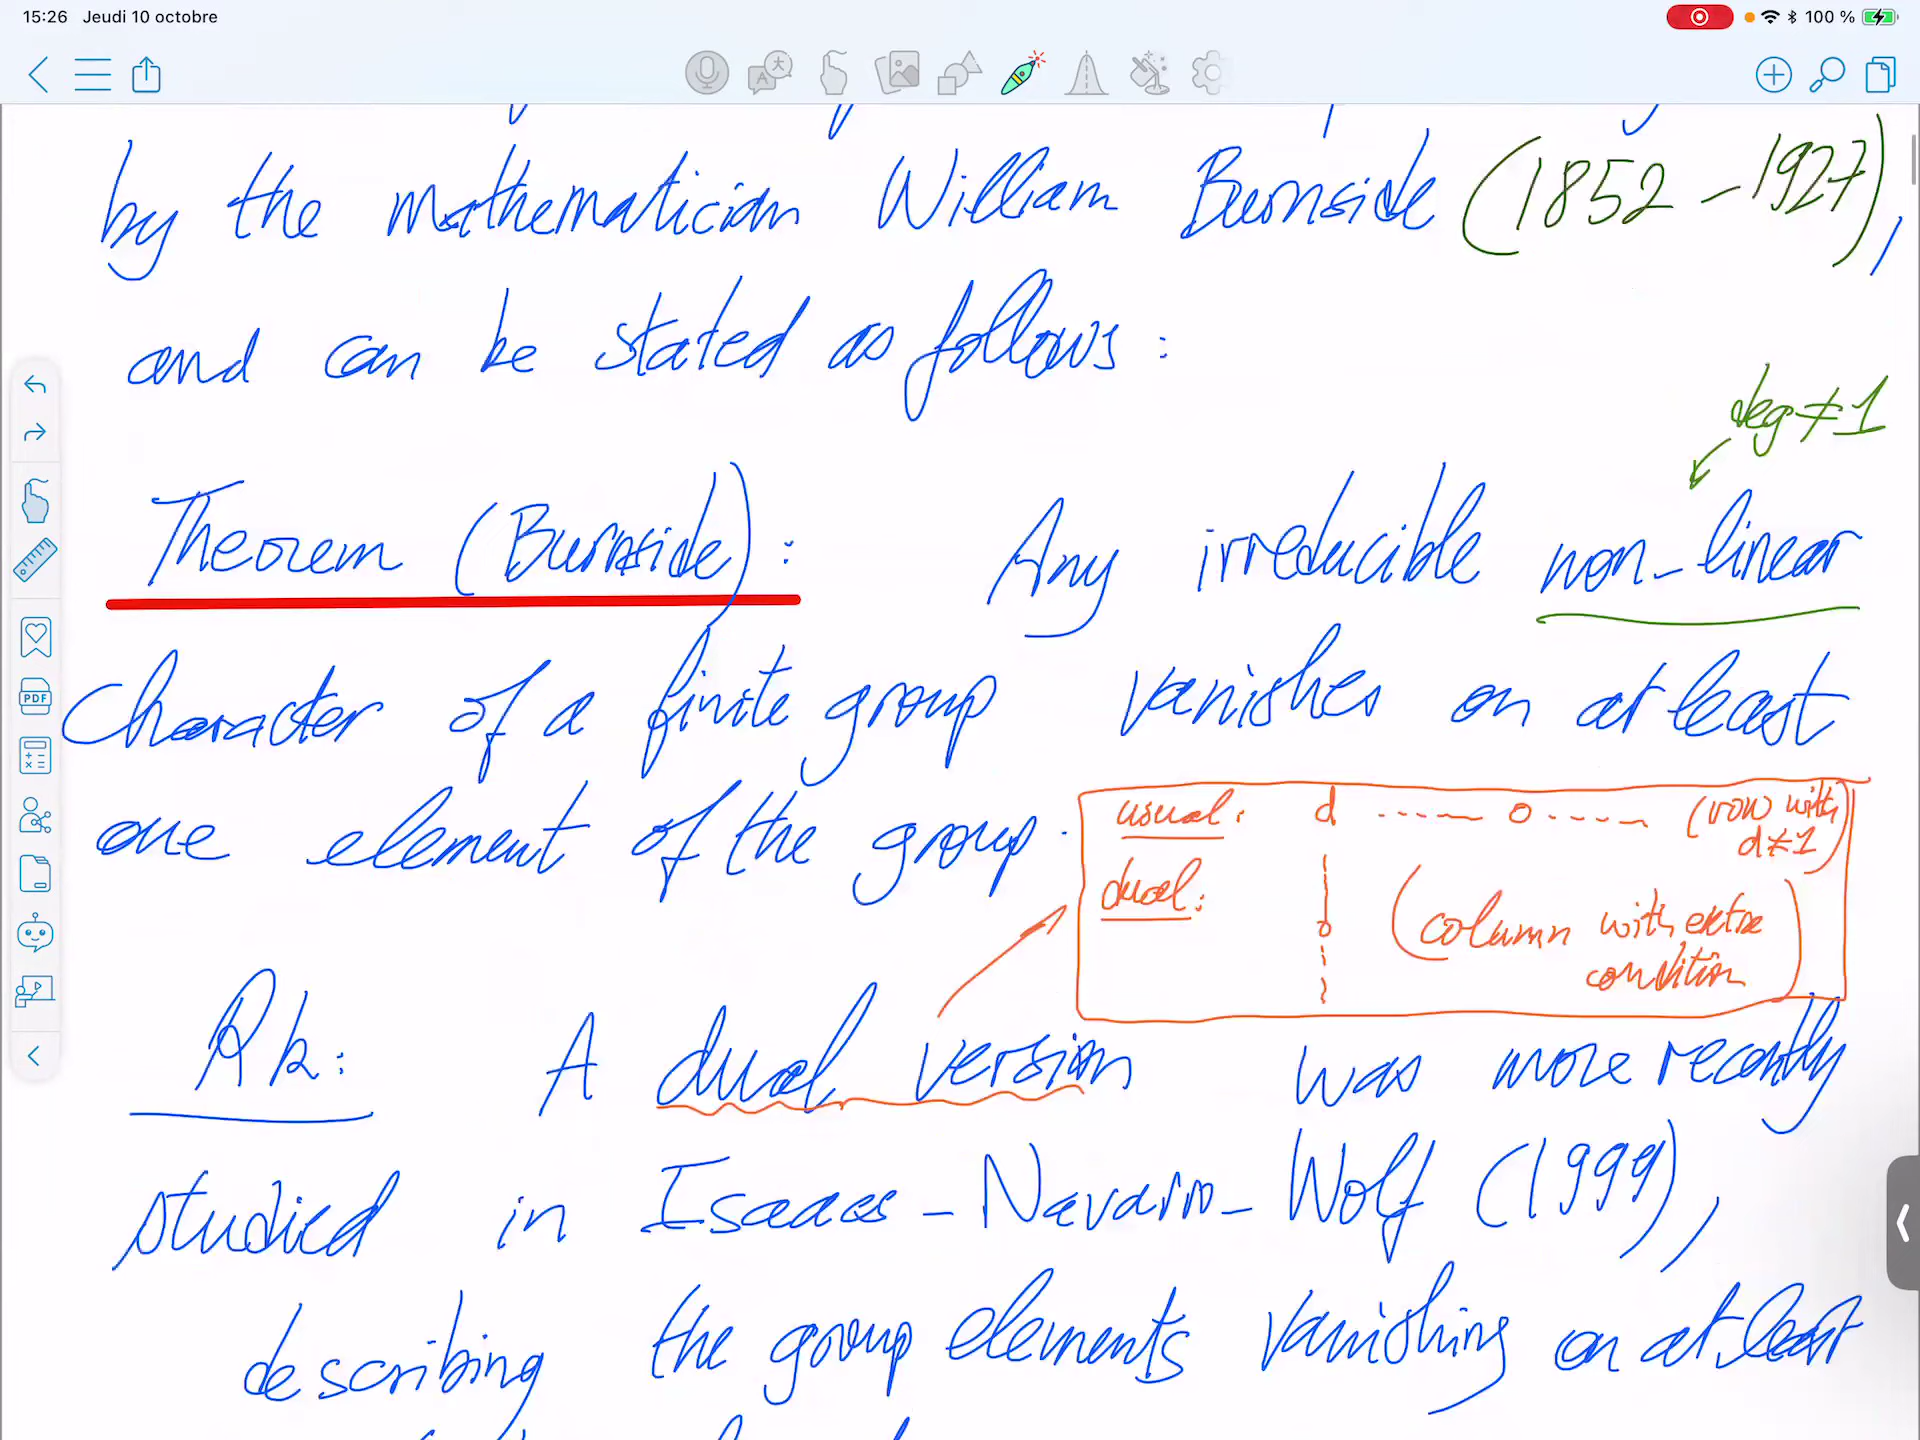 15:26 Jeudi 10 octobre 100 %
by the mathematician William Burnside (1852-1927),
and can be stated as follows:
deg≠1
Theorem (Burnside): Any irreducible non-linear
character of a finite group vanishes on at least
one element of the group.
usual: d ------ 0 ----- (row with
d≠1)
dual: 0 (column with extra
condition)
Rk: A dual version was more recently
studied in Isaacs-Navarro-Wolf (1999),
describing the group elements vanishing on at least
PDF